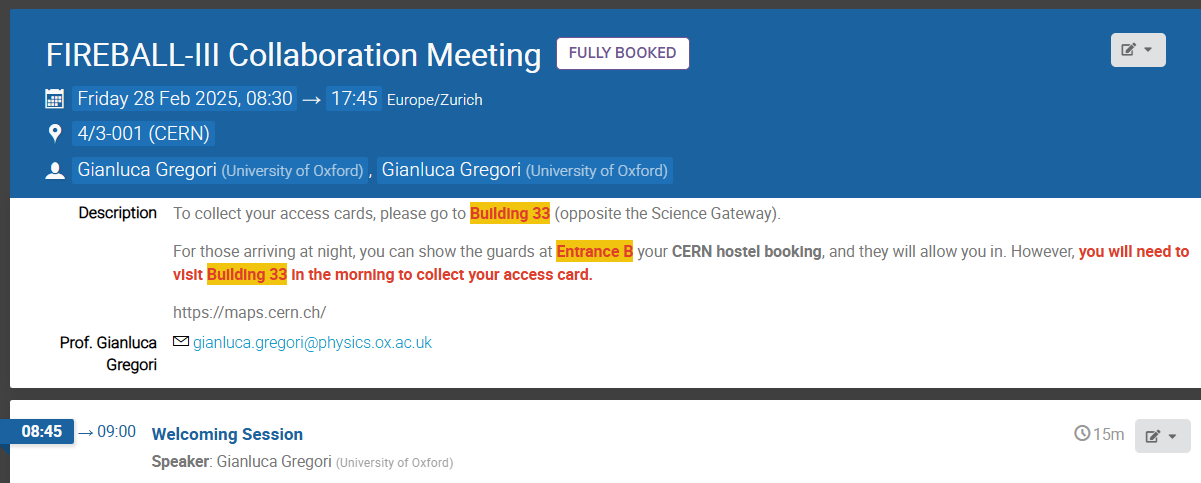 FIREBALL-III Collaboration Meeting FULLY BOOKED
Friday 28 Feb 2025, 08:30 → 17:45 Europe/Zurich
4/3-001 (CERN)
Gianluca Gregori (University of Oxford) , Gianluca Gregori (University of Oxford)
Description To collect your access cards, please go to Building 33 (opposite the Science Gateway).
For those arriving at night, you can show the guards at Entrance B your CERN hostel booking, and they will allow you in. However, you will need to
visit Building 33 in the morning to collect your access card.
https://maps.cern.ch/
Prof. Gianluca gianluca.gregori@physics.ox.ac.uk
Gregori
08:45 → 09:00 Welcoming Session 15m
Speaker: Gianluca Gregori (University of Oxford)